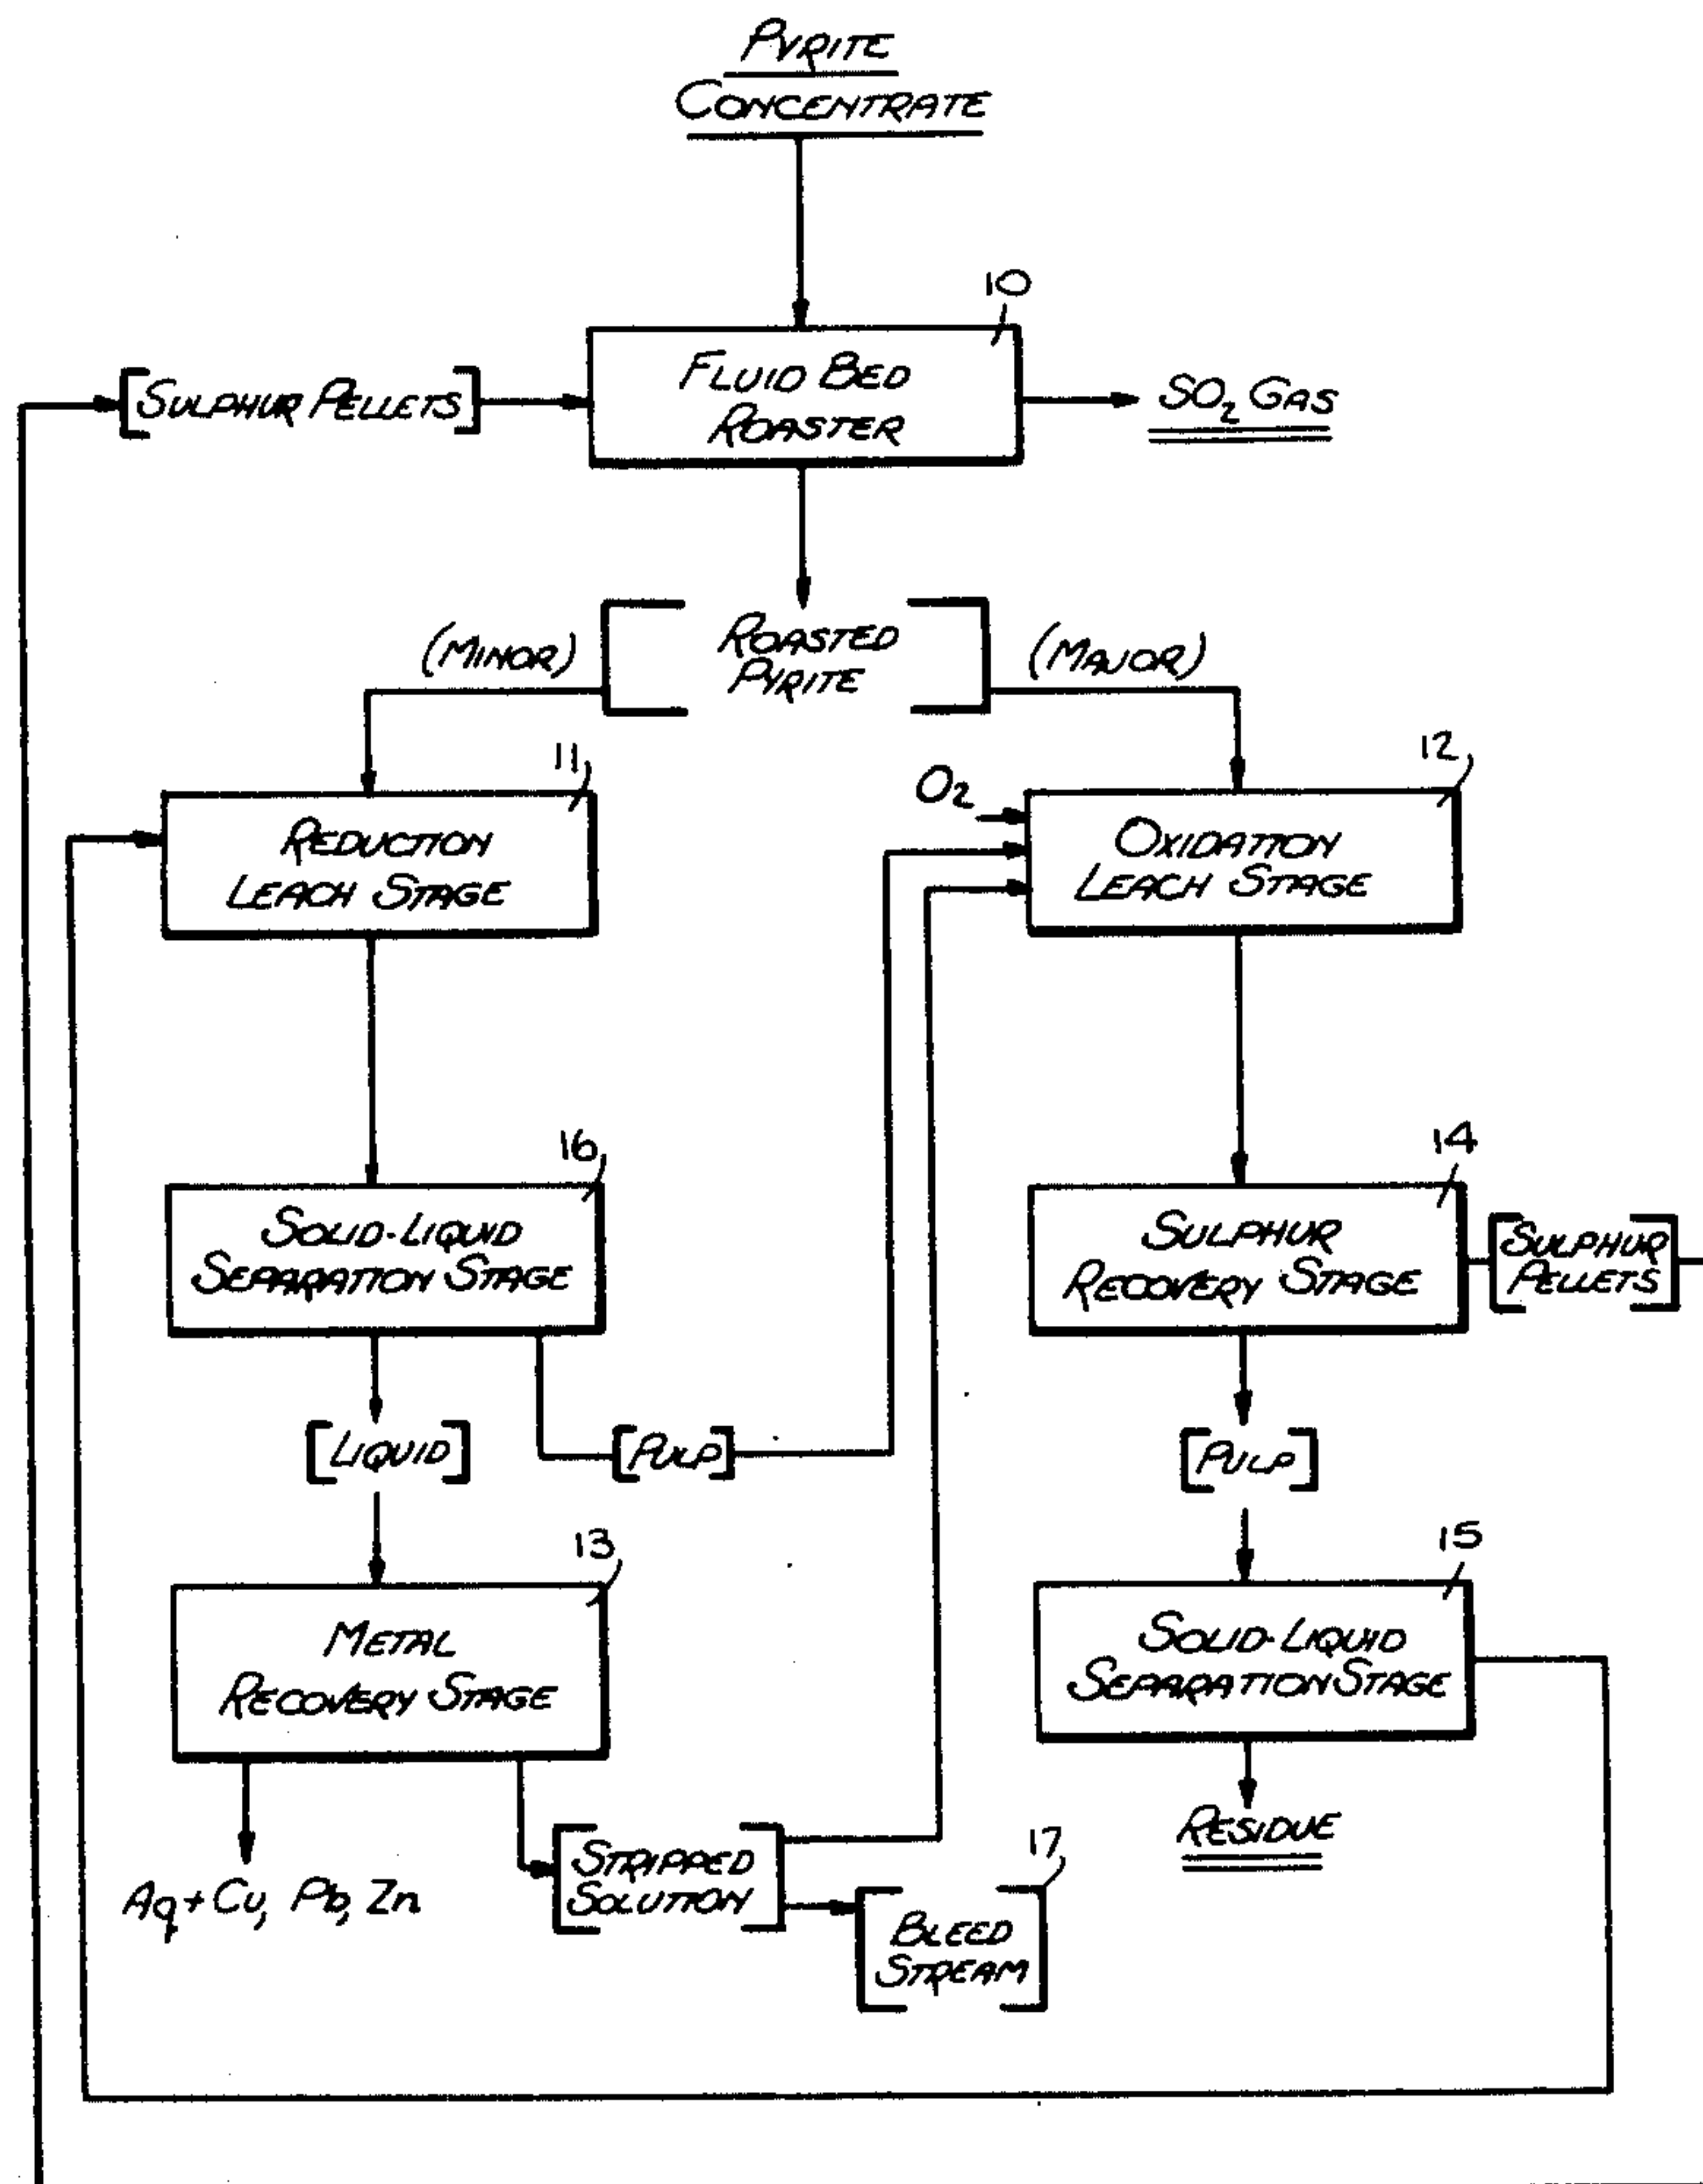 PYRITE
CONCENTRATE
10
[SULPHUR PELLETS]
FLUID BED
ROASTER
SO2 GAS
(MINOR)
ROASTED
PYRITE
(MAJOR)
11
REDUCTION
LEACH STAGE
O2
12
OXIDATION
LEACH STAGE
16
SOLID-LIQUID
SEPARATION STAGE
14
SULPHUR
RECOVERY STAGE
SULPHUR
PELLETS
[LIQUID]
[PULP]
[PULP]
13
METAL
RECOVERY STAGE
15
SOLID-LIQUID
SEPARATION STAGE
Ag + Cu, Pb, Zn
STRIPPED
SOLUTION
17
BLEED
STREAM
RESIDUE